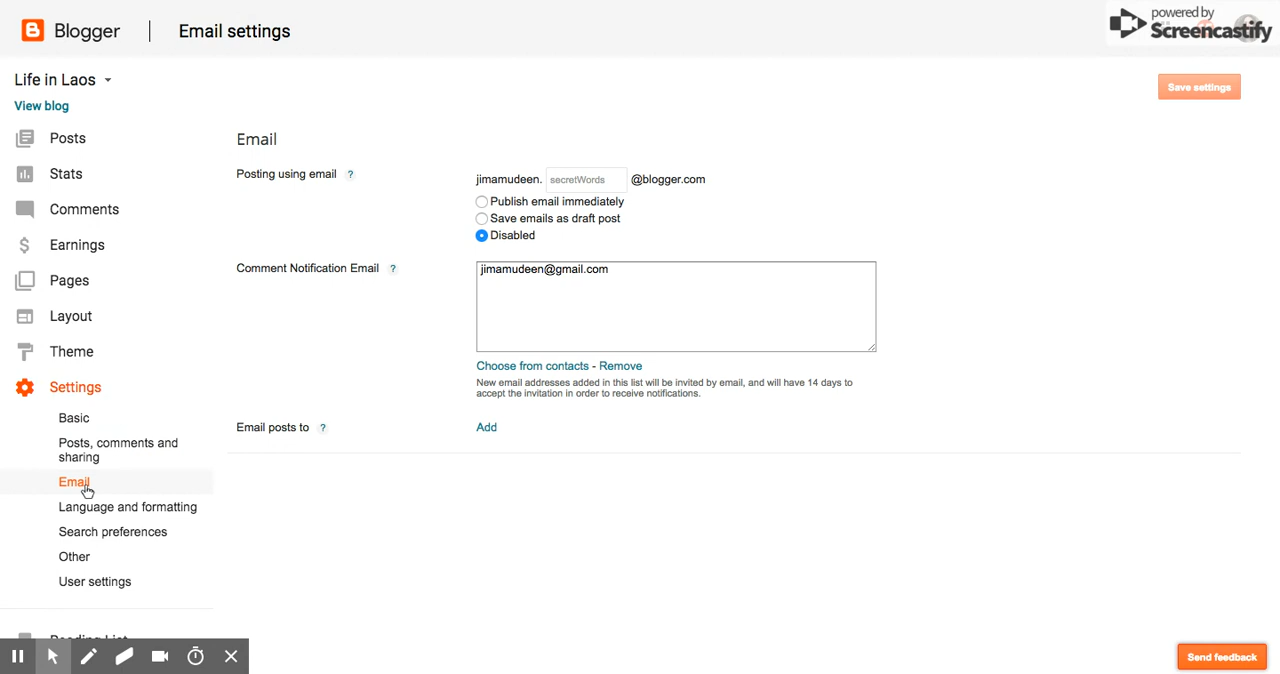 Blogger | Email settings
powered by
Screencastify
Life in Laos
View blog
Save settings
Posts
Stats
Comments
Earnings
Pages
Layout
Theme
Settings
Basic
Posts, comments and
sharing
Email
Language and formatting
Search preferences
Other
User settings
Reading List
Email
Posting using email ?
jimamudeen. secretWords @blogger.com
Publish email immediately
Save emails as draft post
Disabled
Comment Notification Email ?
jimamudeen@gmail.com
Choose from contacts - Remove
New email addresses added in this list will be invited by email, and will have 14 days to
accept the invitation in order to receive notifications.
Email posts to ?
Add
Send feedback